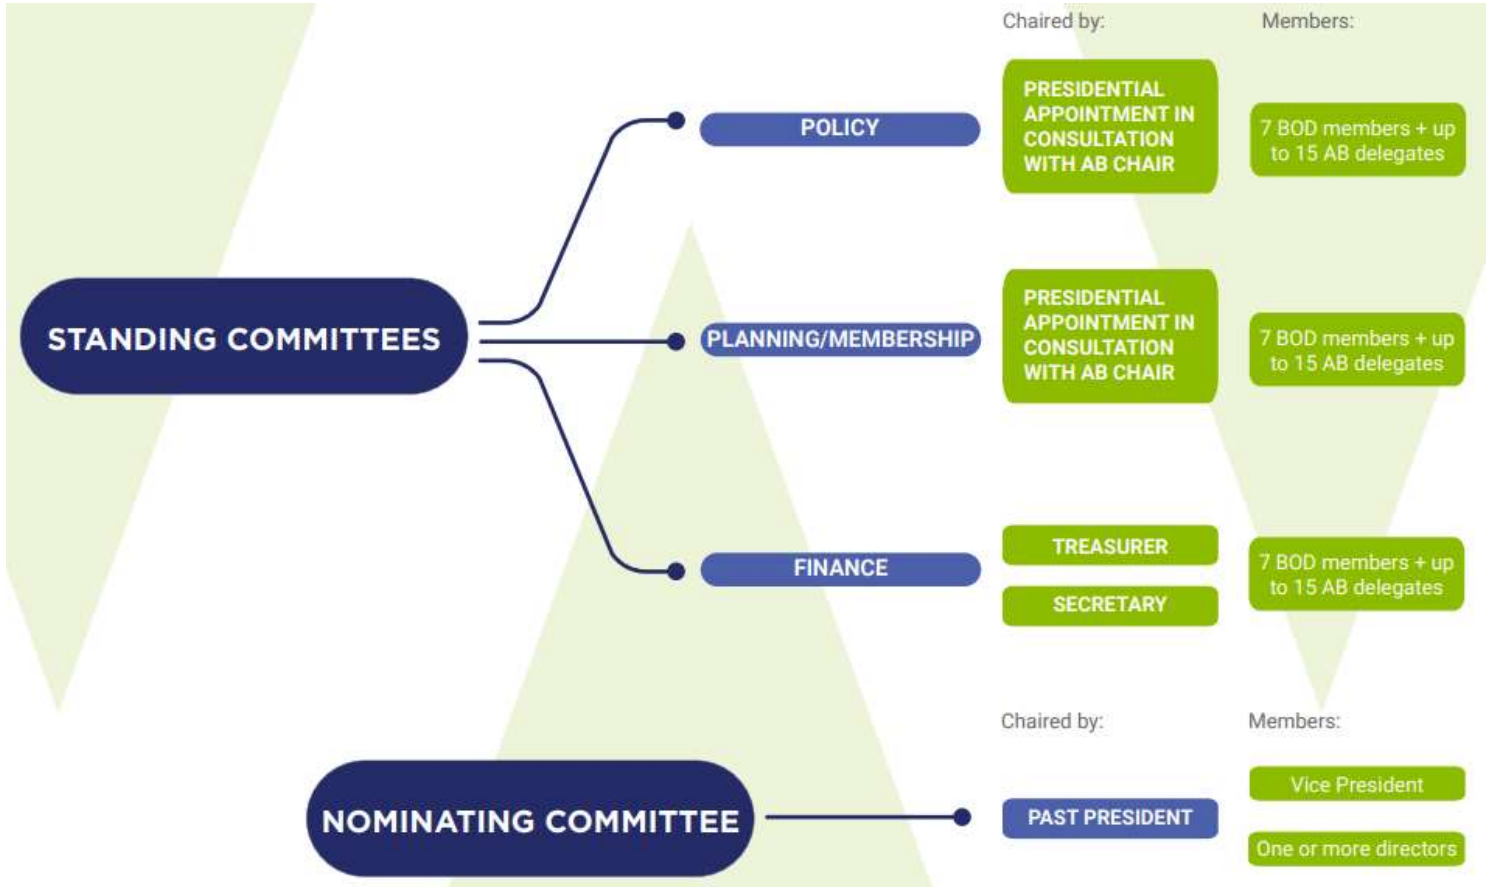 Chaired by:
Members:
POLICY
PRESIDENTIAL
APPOINTMENT IN
CONSULTATION
WITH AB CHAIR
7 BOD members + up
to 15 AB delegates
STANDING COMMITTEES
PLANNING/MEMBERSHIP
PRESIDENTIAL
APPOINTMENT IN
CONSULTATION
WITH AB CHAIR
7 BOD members + up
to 15 AB delegates
FINANCE
TREASURER
SECRETARY
7 BOD members + up
to 15 AB delegates
Chaired by:
Members:
NOMINATING COMMITTEE
PAST PRESIDENT
Vice President
One or more directors